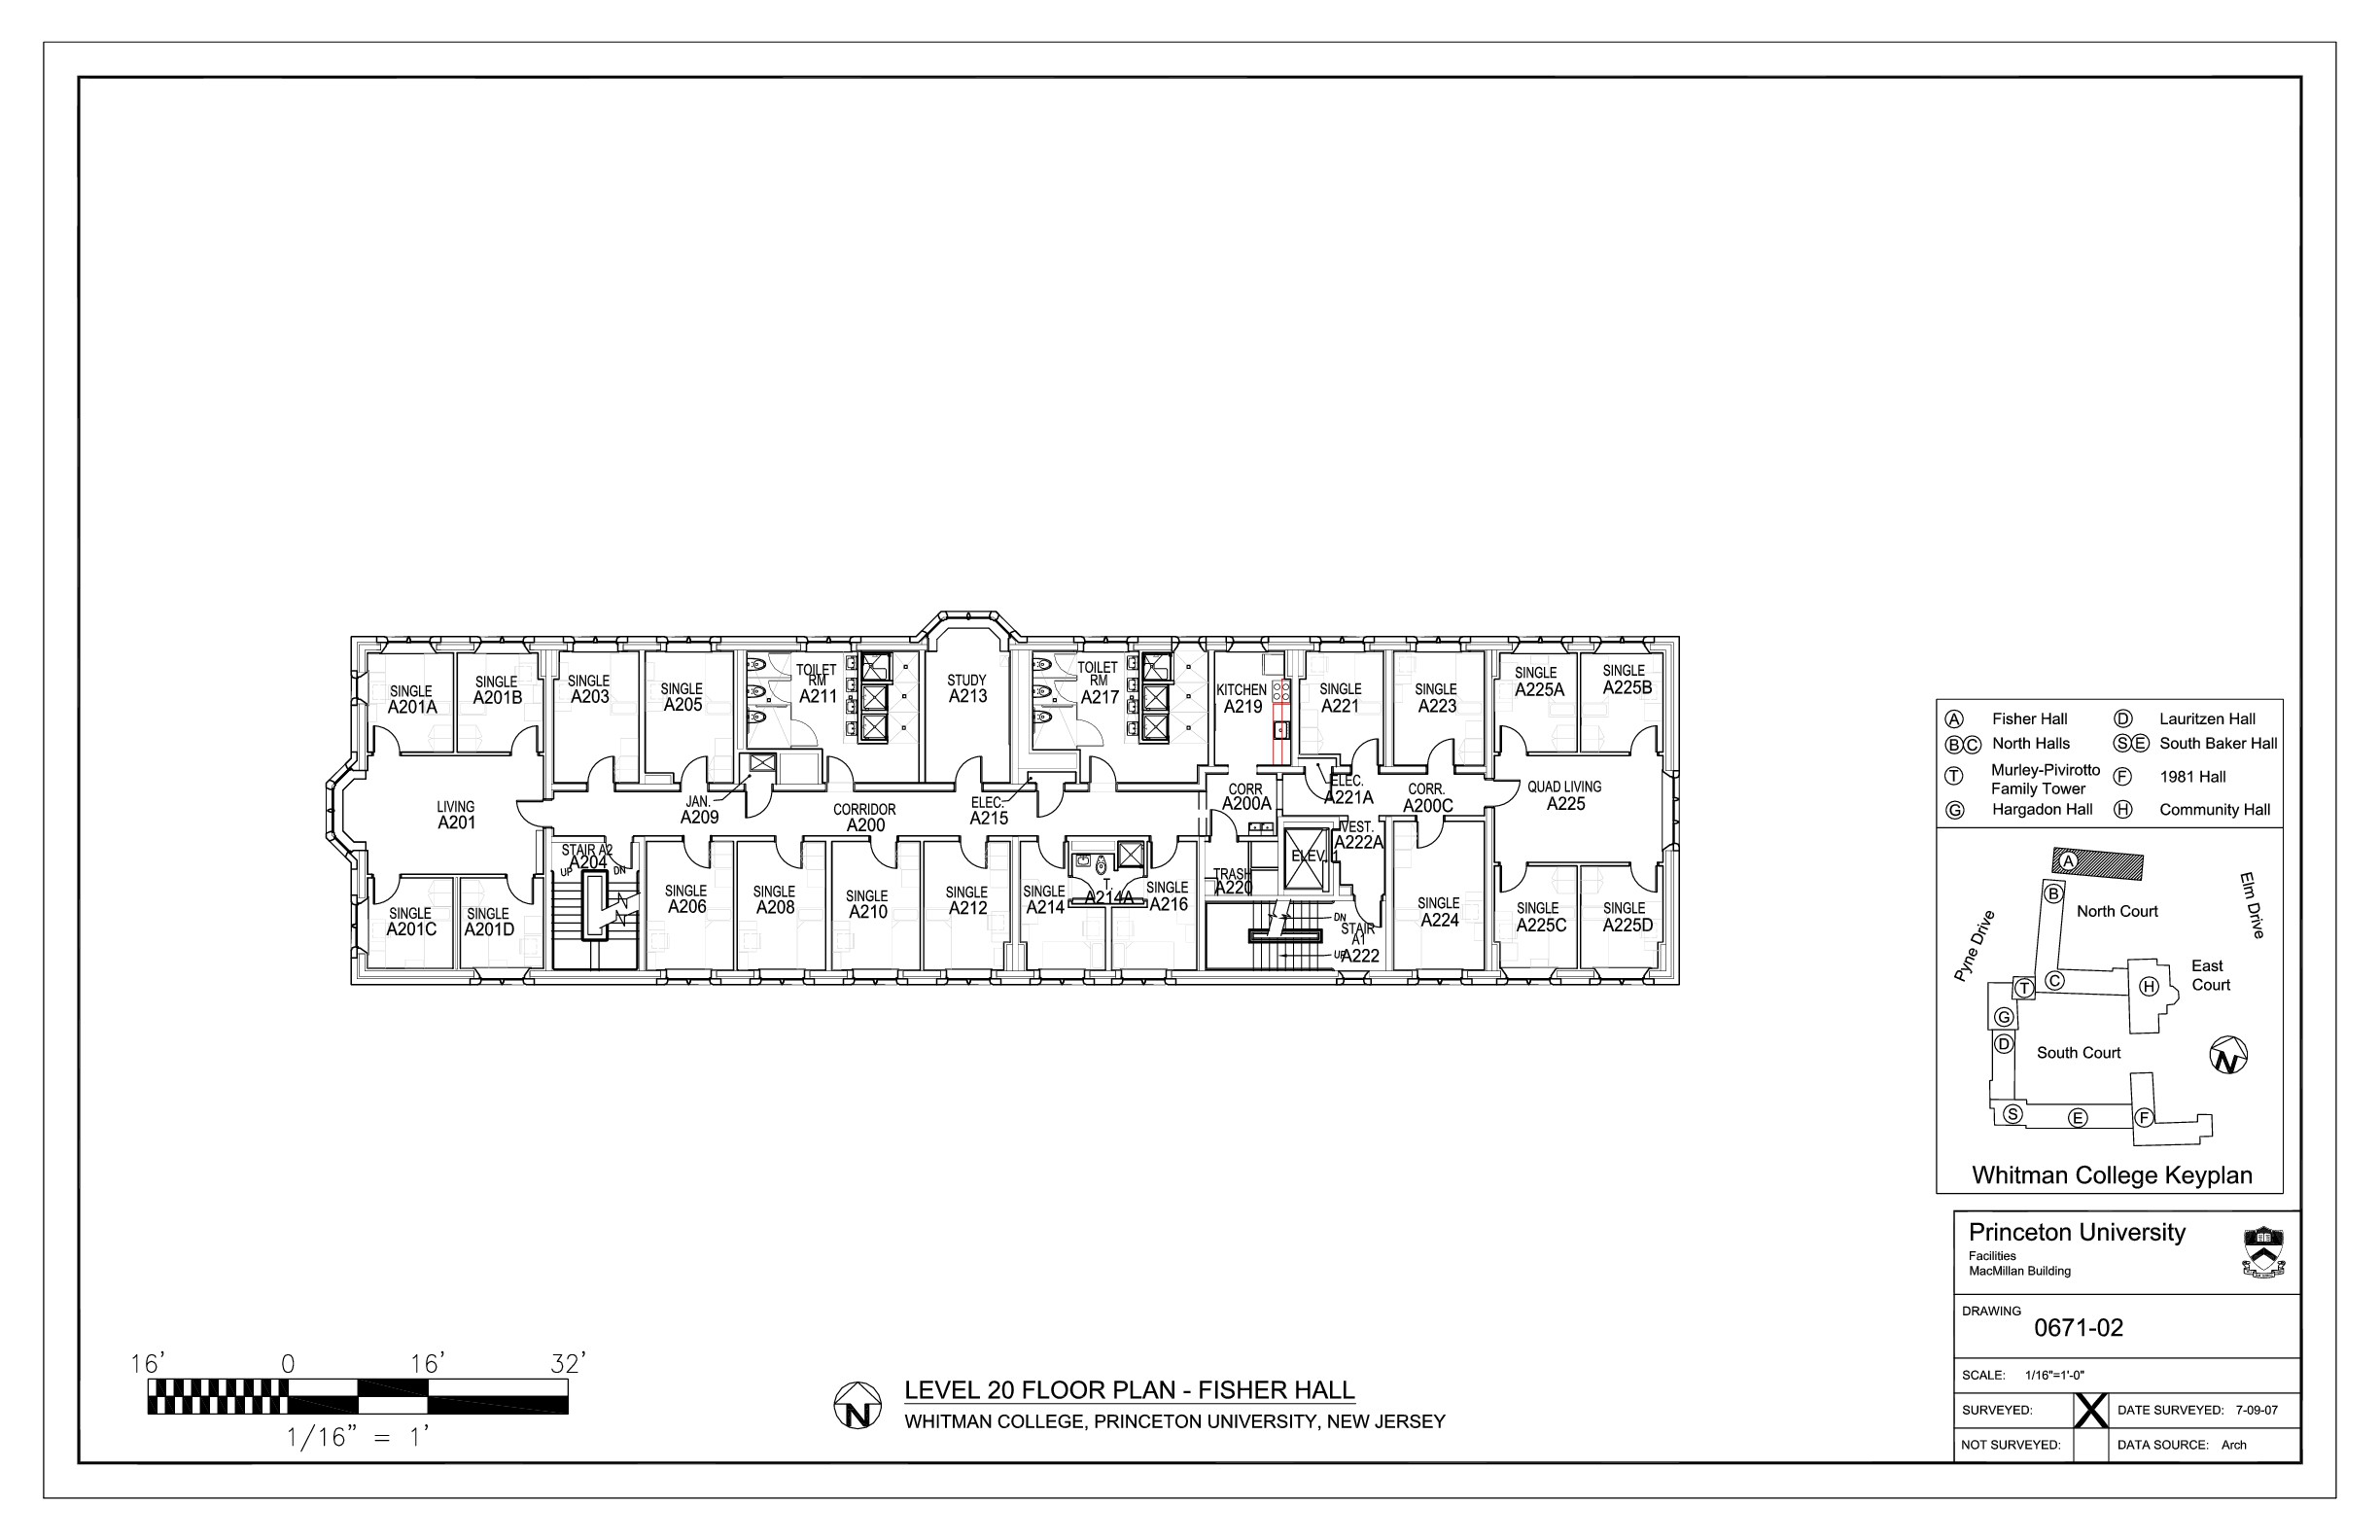 SINGLE
A201A
SINGLE
A201B
SINGLE
A203
SINGLE
A205
TOILET
RM
A211
STUDY
A213
TOILET
RM
A217
KITCHEN
A219
SINGLE
A221
SINGLE
A223
SINGLE
A225A
SINGLE
A225B
LIVING
A201
JAN.
A209
CORRIDOR
A200
ELEC.
A215
CORR
A200A
ELEC.
A221A
CORR.
A200C
QUAD LIVING
A225
STAIR A2
A204
UP
DN
VEST.
A222A
ELEV.
1
SINGLE
A201C
SINGLE
A201D
SINGLE
A206
SINGLE
A208
SINGLE
A210
SINGLE
A212
SINGLE
A214
T.
A214A
SINGLE
A216
TRASH
A220
DN
STAIR
A1
A222
UP
SINGLE
A224
SINGLE
A225C
SINGLE
A225D
A Fisher Hall
D Lauritzen Hall
B C North Halls
S E South Baker Hall
T Murley-Pivirotto
Family Tower
F 1981 Hall
G Hargadon Hall
H Community Hall
A
B
North Court
Elm Drive
Pyne Drive
East
Court
C
H
T
G
D
South Court
N
S
E
F
Whitman College Keyplan
Princeton University
Facilities
MacMillan Building
DRAWING
0671-02
SCALE: 1/16"=1'-0"
SURVEYED: X DATE SURVEYED: 7-09-07
NOT SURVEYED: DATA SOURCE: Arch
16' 0 16' 32'
1/16" = 1'
N
LEVEL 20 FLOOR PLAN - FISHER HALL
WHITMAN COLLEGE, PRINCETON UNIVERSITY, NEW JERSEY